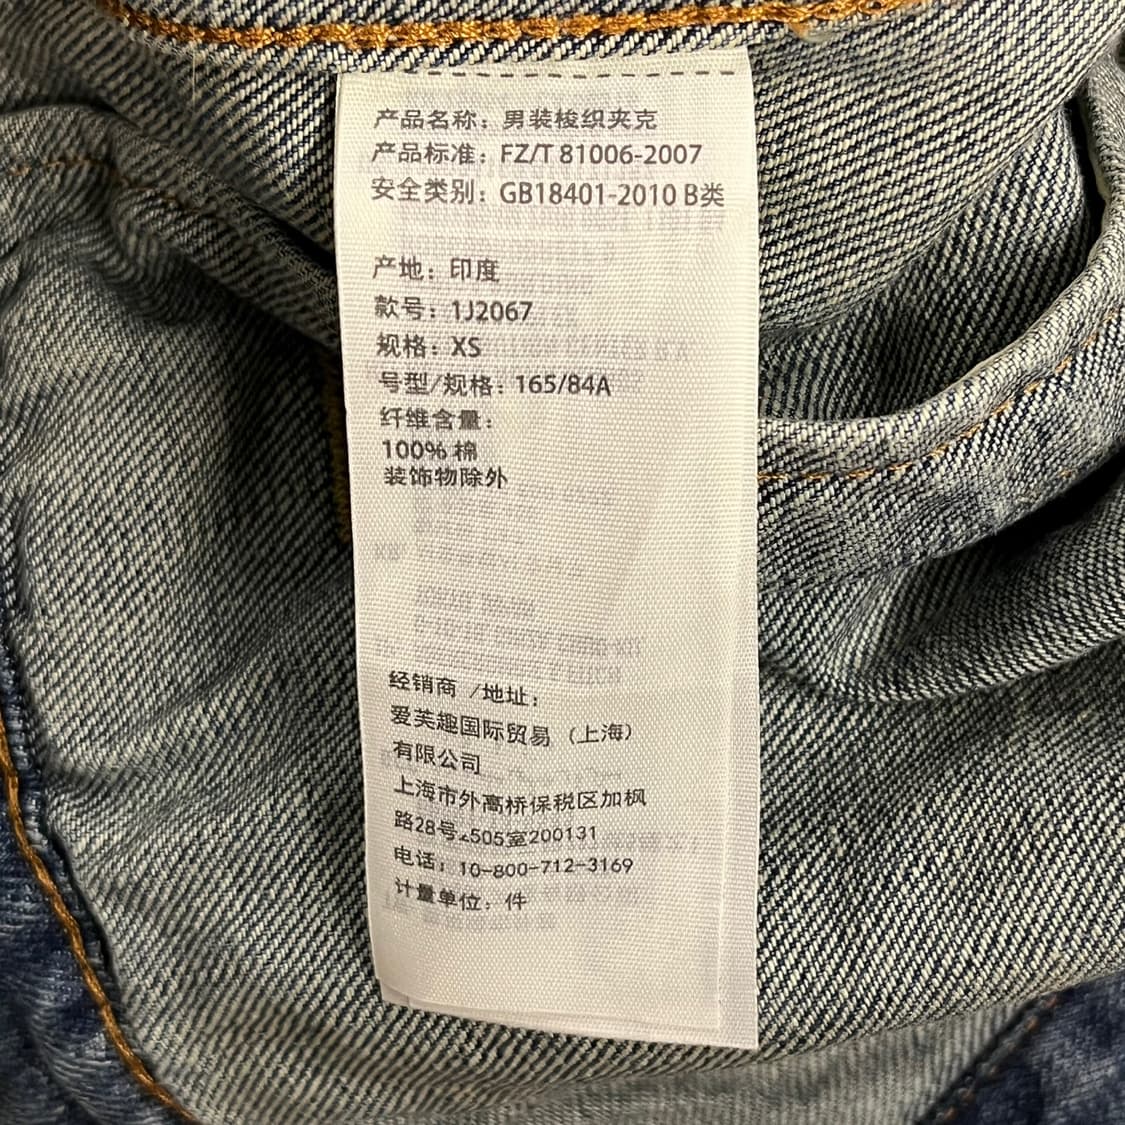 产品名称：男装梭织夹克
产品标准：FZ/T 81006-2007
安全类别：GB18401-2010 B类
产地：印度
款号：1J2067
规格：XS
号型/规格：165/84A
纤维含量：
100% 棉
装饰物除外
经销商 /地址：
爱芙趣国际贸易（上海）
有限公司
上海市外高桥保税区加枫
路28号 505室200131
电话：10-800-712-3169
计量单位：件